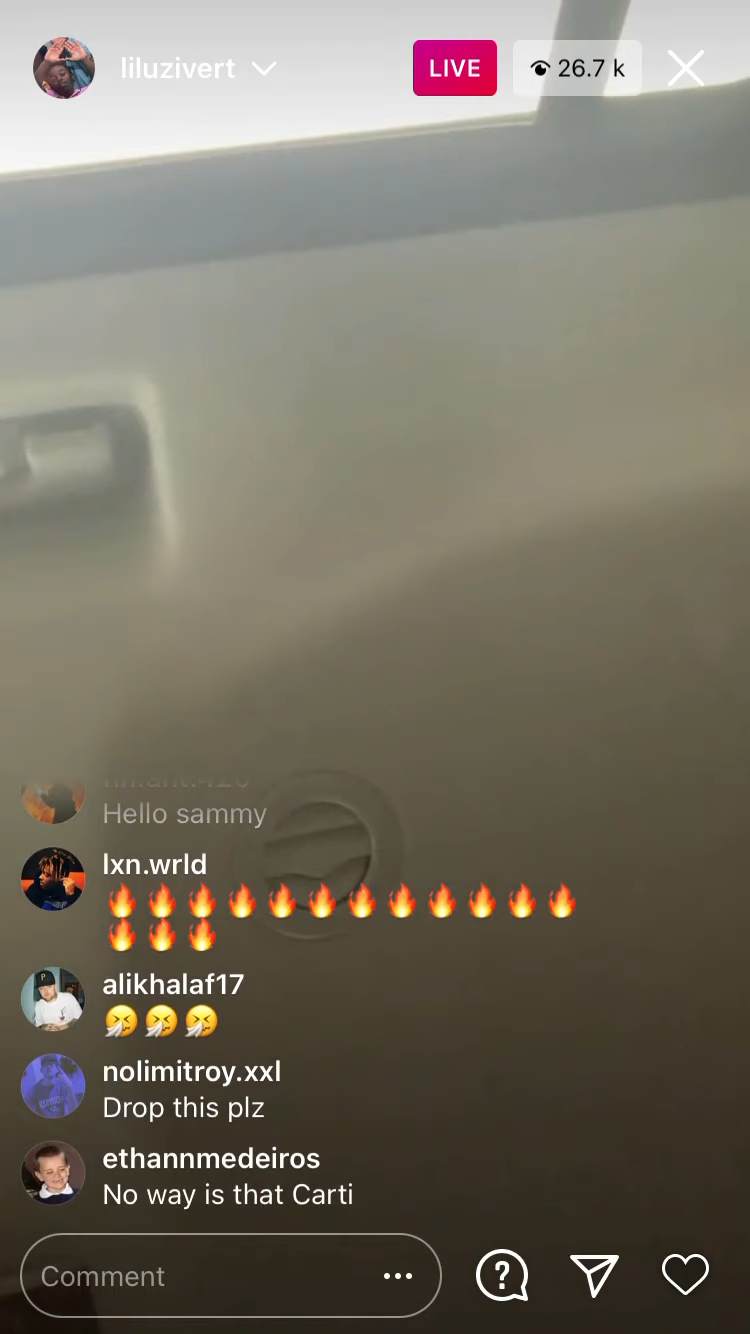 liluzivert
LIVE
26.7 k
Hello sammy
lxn.wrld
🔥🔥🔥🔥🔥🔥🔥🔥🔥🔥🔥🔥
🔥🔥🔥
alikhalaf17
🤧🤧🤧
nolimitroy.xxl
Drop this plz
ethannmedeiros
No way is that Carti
Comment